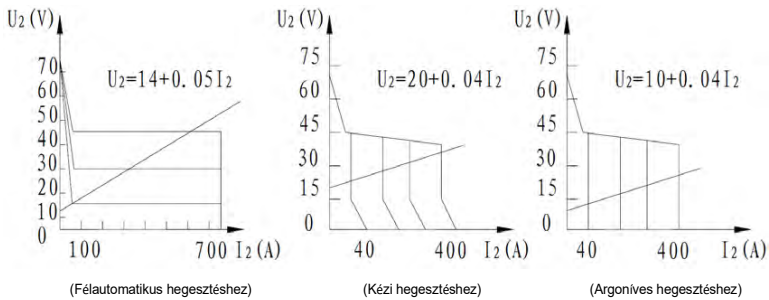 U2(V)
70
60
50
40
30
20
10
0
U2=14+0.05I2
100
700
I2(A)
(Félautomatikus hegesztéshez)
U2(V)
75
60
45
30
15
0
U2=20+0.04I2
40
400
I2(A)
(Kézi hegesztéshez)
U2(V)
75
60
45
30
15
0
U2=10+0.04I2
40
400
I2(A)
(Argoníves hegesztéshez)